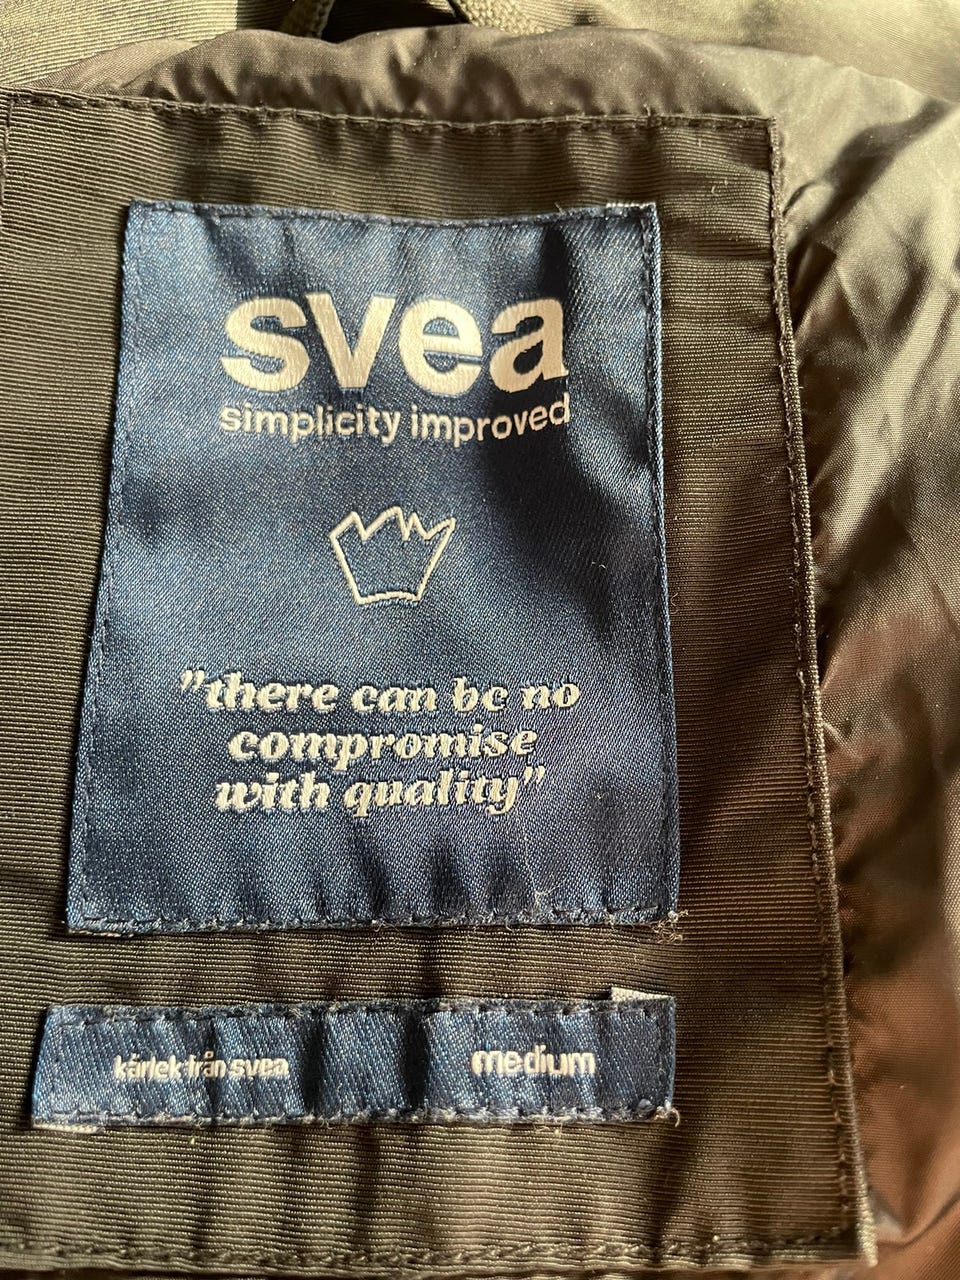 svea
simplicity improved
"there can be no
compromise
with quality"
kärlek från svea
medium